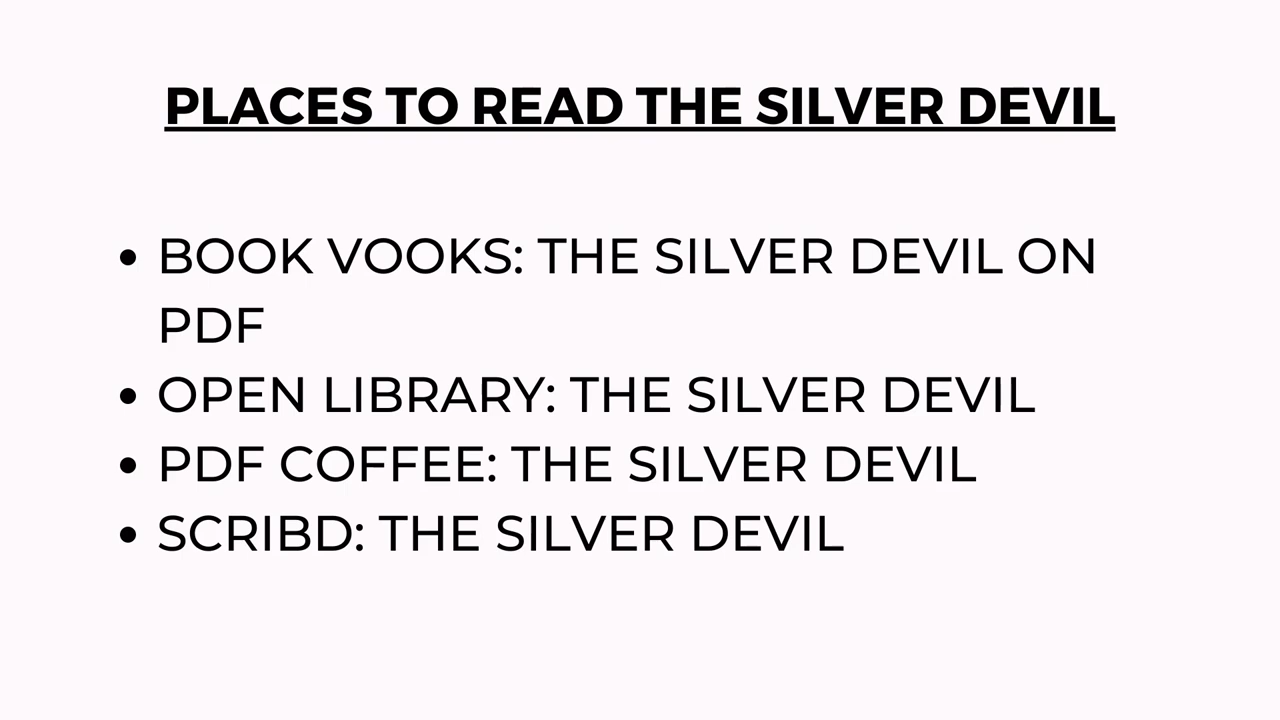 PLACES TO READ THE SILVER DEVIL
• BOOK VOOKS: THE SILVER DEVIL ON
PDF
• OPEN LIBRARY: THE SILVER DEVIL
• PDF COFFEE: THE SILVER DEVIL
• SCRIBD: THE SILVER DEVIL